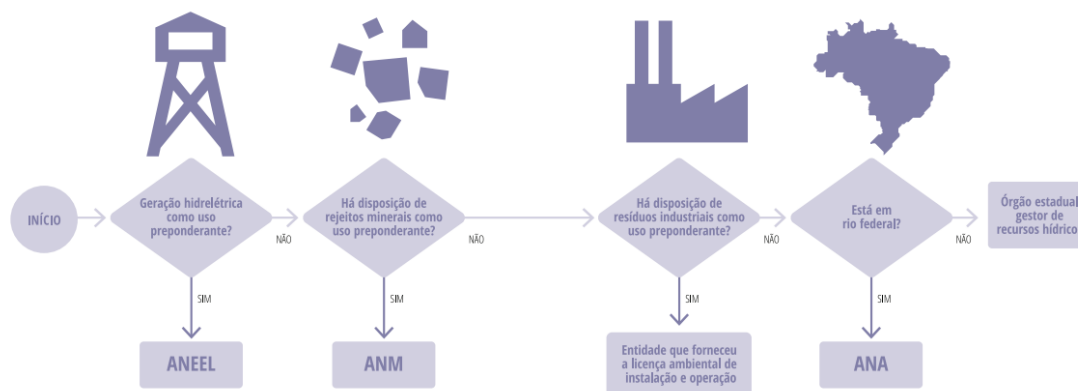 INÍCIO
Geração hidrelétrica
como uso
preponderante?
NÃO
SIM
ANEEL
Há disposição de
rejeitos minerais como
uso preponderante?
NÃO
SIM
ANM
Há disposição de
resíduos industriais como
uso preponderante?
NÃO
SIM
Entidade que forneceu
a licença ambiental de
instalação e operação
Está em
rio federal?
NÃO
SIM
ANA
Órgão estadual
gestor de
recursos hídrico